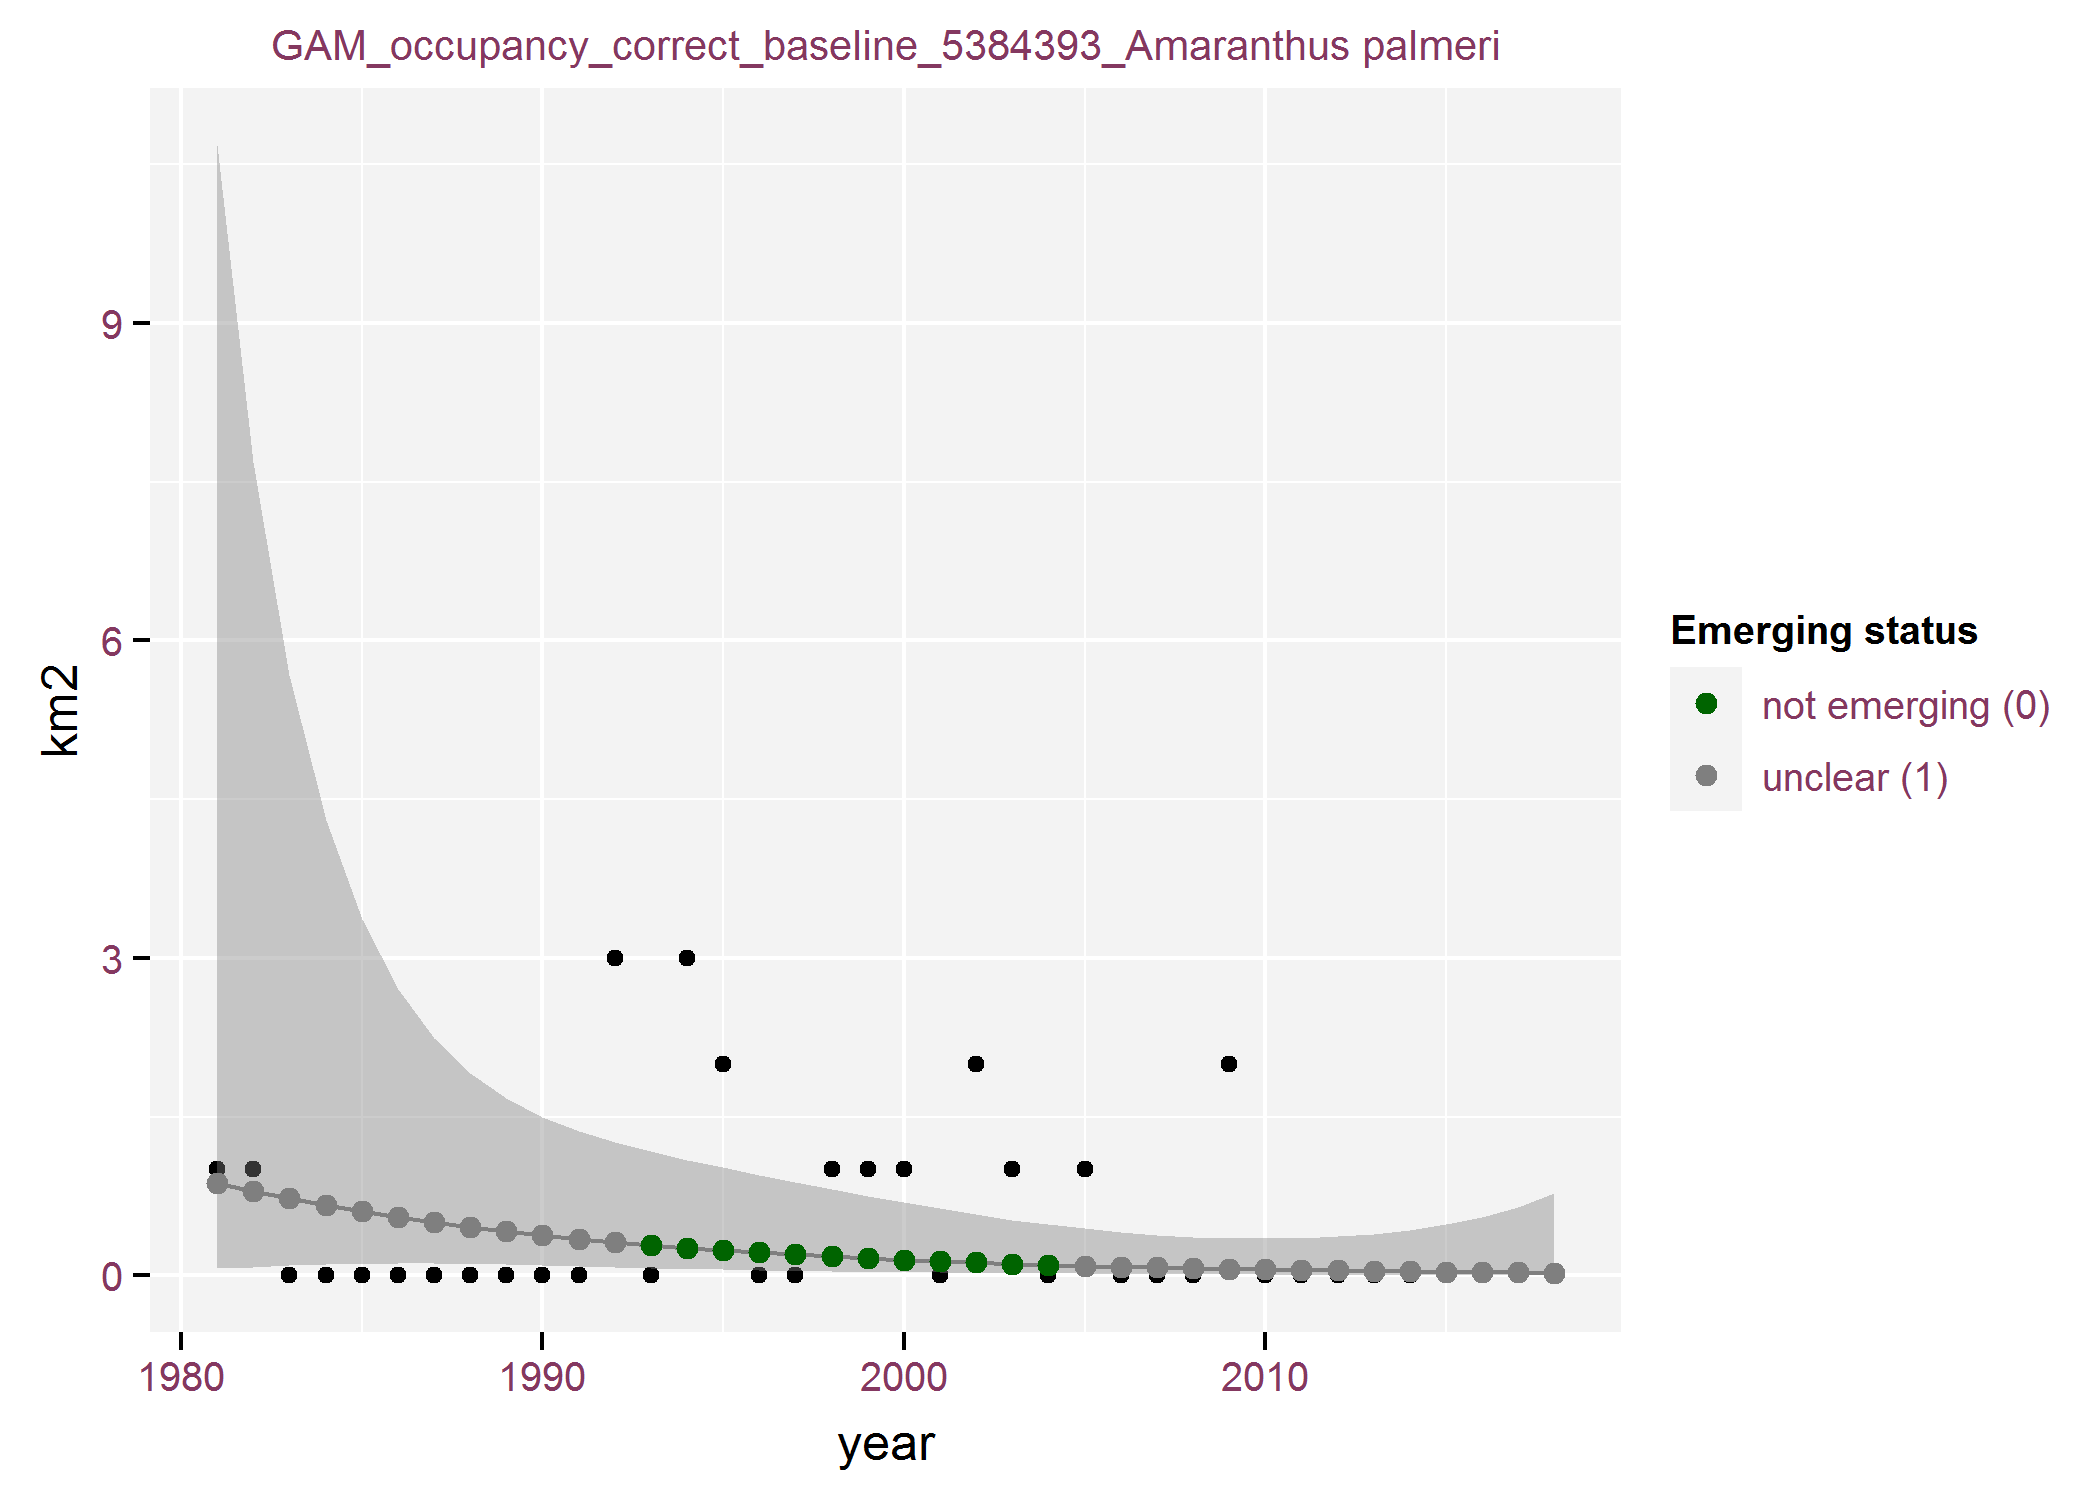 GAM_occupancy_correct_baseline_5384393_Amaranthus palmeri
9
6
3
0
km2
1980 1990 2000 2010
year
Emerging status
not emerging (0)
unclear (1)